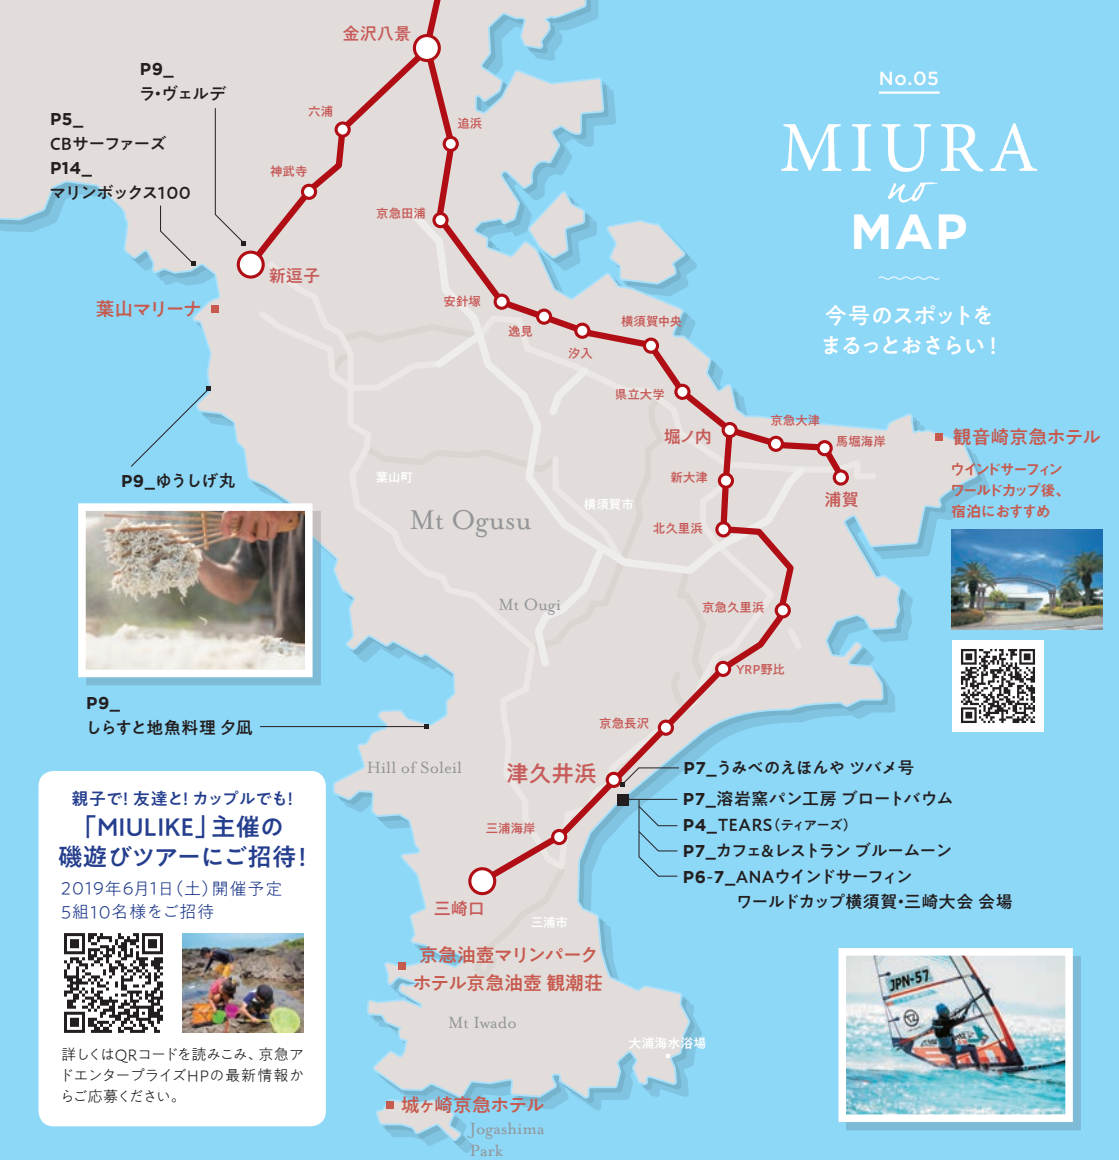 No.05
MIURA
no
MAP
今号のスポットを
まるっとおさらい！
金沢八景
P9_
ラ・ヴェルデ
六浦
追浜
P5_
CBサーファーズ
P14_
マリンボックス100
神武寺
京急田浦
新逗子
葉山マリーナ
安針塚
逸見
汐入
横須賀中央
県立大学
堀ノ内
京急大津
馬堀海岸
観音崎京急ホテル
ウインドサーフィン
ワールドカップ後、
宿泊におすすめ
新大津
浦賀
P9_ゆうしげ丸
葉山町
横須賀市
Mt Ogusu
北久里浜
Mt Ougi
京急久里浜
YRP野比
P9_
しらすと地魚料理 夕凪
京急長沢
Hill of Soleil
津久井浜
P7_うみべのえほんや ツバメ号
P7_溶岩窯パン工房 ブロートバウム
P4_TEARS（ティアーズ）
P7_カフェ&レストラン ブルームーン
P6-7_ANAウインドサーフィン
ワールドカップ横須賀・三崎大会 会場
三浦海岸
三崎口
三浦市
京急油壺マリンパーク
ホテル京急油壺 観潮荘
Mt Iwado
大浦海水浴場
城ヶ崎京急ホテル
Jogashima
Park
親子で！友達と！カップルでも！
「MIULIKE」主催の
磯遊びツアーにご招待！
2019年6月1日（土）開催予定
5組10名様をご招待
詳しくはQRコードを読みこみ、京急ア
ドエンタープライズHPの最新情報か
らご応募ください。
JPN-57